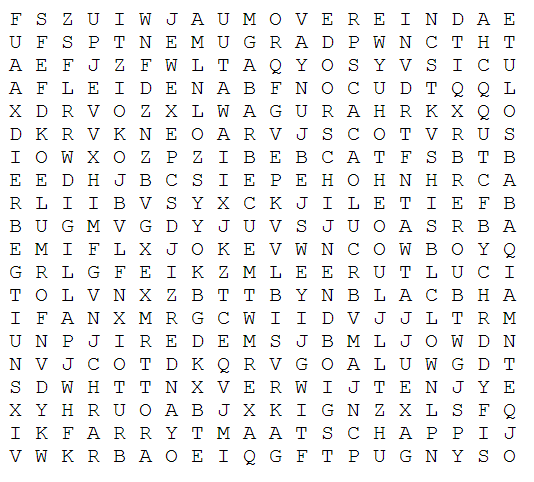 F S Z U I W J A U M O V E R E I N D A E
U F S P T N E M U G R A D P W N C T H T
A E F J Z F W L T A Q Y O S Y V S I C U
A F L E I D E N A B F N O C U D T Q Q L
X D R V O Z X L W A G U R A H R K X Q O
D K R V K N E O A R V J S C O T V R U S
I O W X O Z P Z I B E B C A T F S B T B
E E D H J B C S I E P E H O H N H R C A
R L I I B V S Y X C K J I L E T I E F B
B U G M V G D Y J U V S J U O A S R B A
E M I F L X J O K E V W N C O W B O Y Q
G R L G F E I K Z M L E E R U T L U C I
T O L V N X Z B T T B Y N B L A C B H A
I F A N X M R G C W I I D V J J L T R M
U N P J I R E D E M S J B M L J O W D N
N V J C O T D K Q R V G O A L U W G D T
S D W H T T N X V E R W I J T E N J Y E
X Y H R U O A B J X K I G N Z X L S F Q
I K F A R R Y T M A A T S C H A P P I J
V W K R B A O E I Q G F T P U G N Y S O